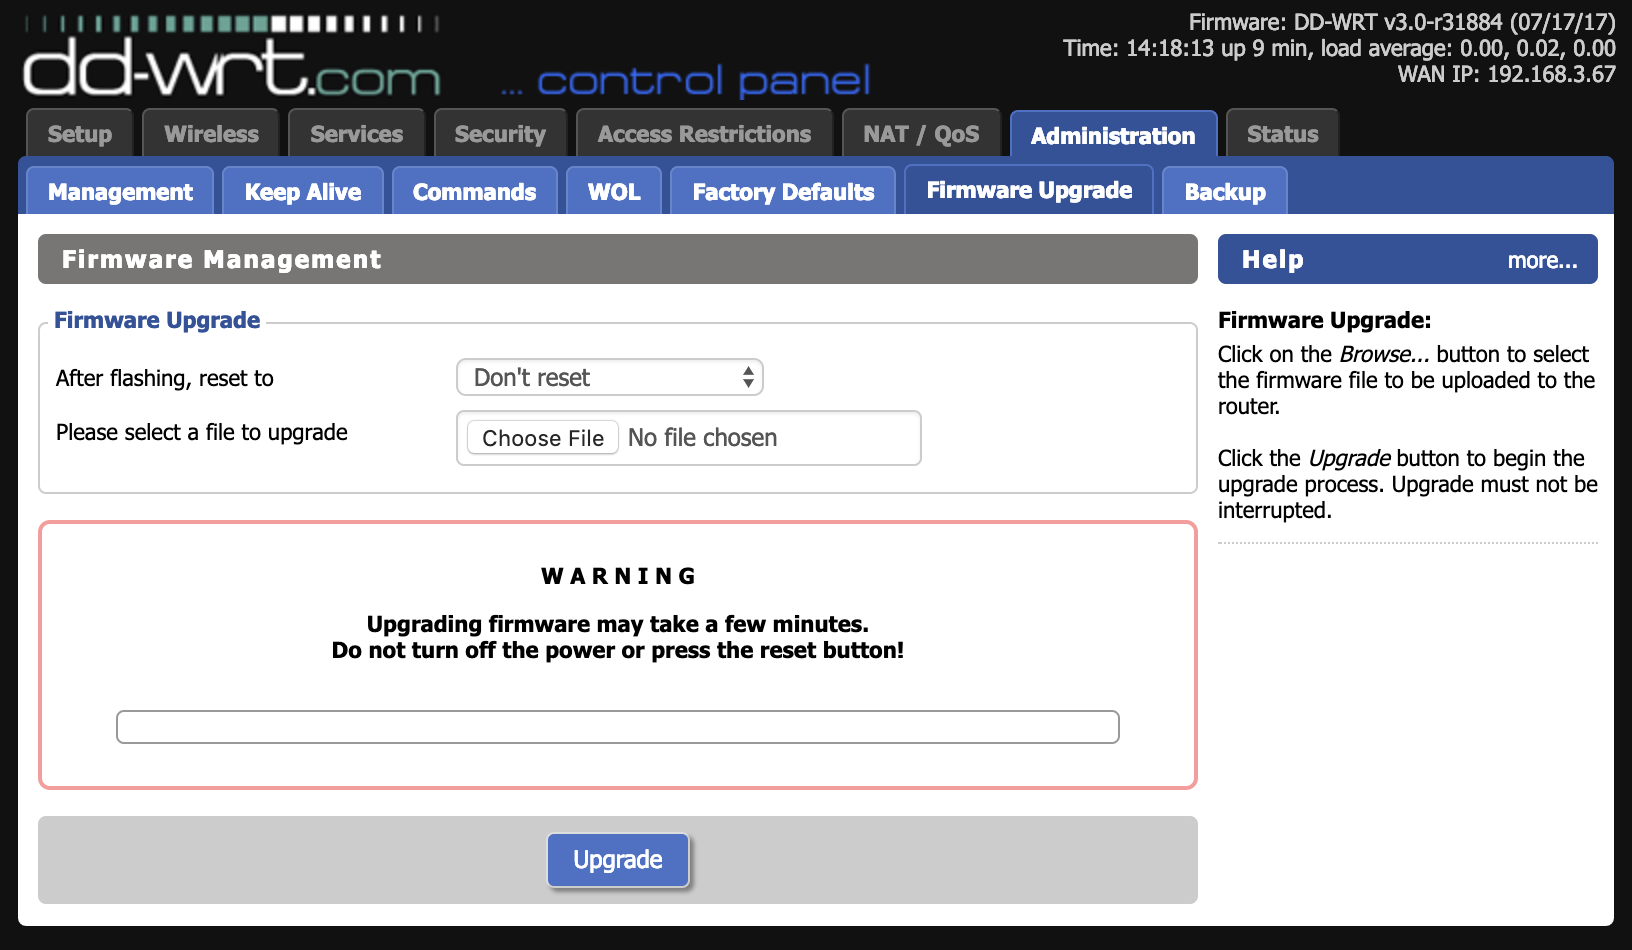 dd-wrt.com ... control panel
Firmware: DD-WRT v3.0-r31884 (07/17/17)
Time: 14:18:13 up 9 min, load average: 0.00, 0.02, 0.00
WAN IP: 192.168.3.67
Setup Wireless Services Security Access Restrictions NAT / QoS Administration Status
Management Keep Alive Commands WOL Factory Defaults Firmware Upgrade Backup
Firmware Management
Firmware Upgrade
After flashing, reset to Don't reset
Please select a file to upgrade Choose File No file chosen
WARNING
Upgrading firmware may take a few minutes.
Do not turn off the power or press the reset button!
Upgrade
Help more...
Firmware Upgrade:
Click on the Browse... button to select
the firmware file to be uploaded to the
router.
Click the Upgrade button to begin the
upgrade process. Upgrade must not be
interrupted.